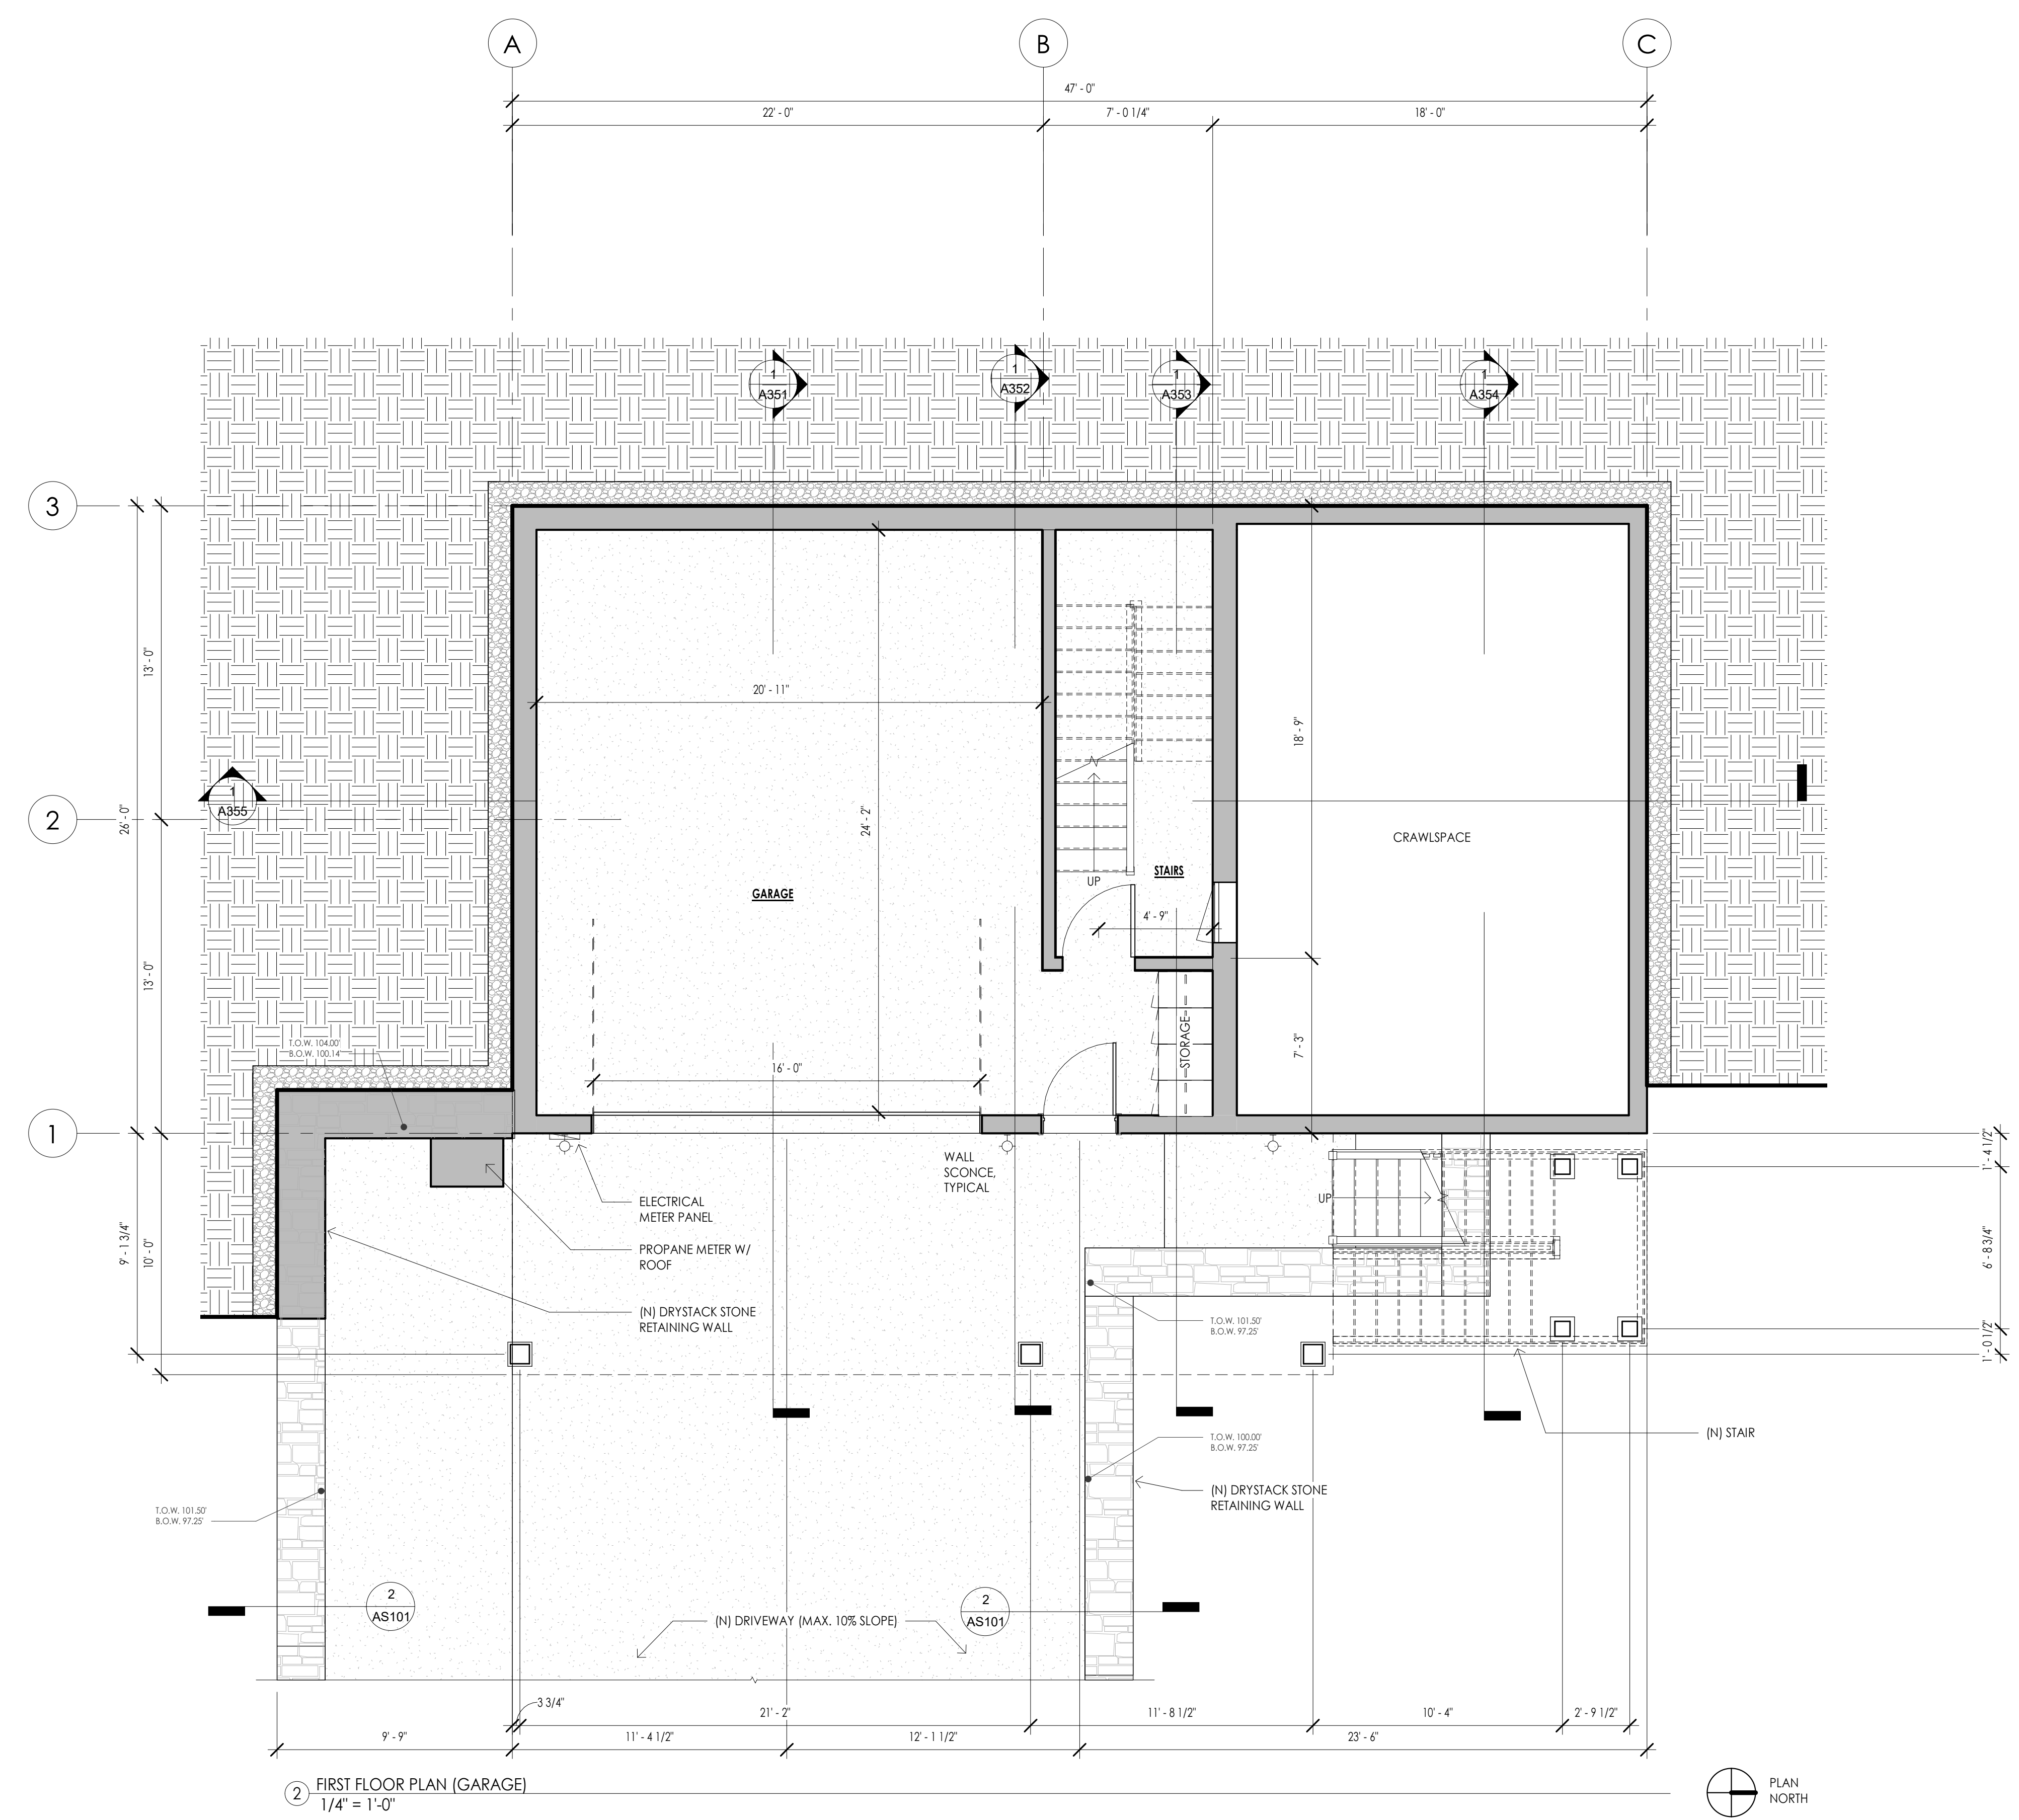 A
B
C
47' - 0"
22' - 0"
7' - 0 1/4"
18' - 0"
1
A351
1
A352
1
A353
1
A354
3
13' - 0"
20' - 11"
18' - 9"
1
A355
2
26' - 0"
24' - 2"
CRAWLSPACE
GARAGE
UP
STAIRS
4' - 9"
13' - 0"
T.O.W. 104.00'
B.O.W. 100.14'
16' - 0"
STORAGE
7' - 3"
1
WALL
SCONCE,
TYPICAL
1' - 4 1/2"
ELECTRICAL
METER PANEL
UP
9' - 1 3/4"
10' - 0"
PROPANE METER W/
ROOF
6' - 8 3/4"
(N) DRYSTACK STONE
RETAINING WALL
T.O.W. 101.50'
B.O.W. 97.25'
1' - 0 1/2"
T.O.W. 100.00'
B.O.W. 97.25'
(N) STAIR
(N) DRYSTACK STONE
RETAINING WALL
T.O.W. 101.50'
B.O.W. 97.25'
2
AS101
(N) DRIVEWAY (MAX. 10% SLOPE)
2
AS101
3 3/4"
21' - 2"
11' - 8 1/2"
10' - 4"
2' - 9 1/2"
9' - 9"
11' - 4 1/2"
12' - 1 1/2"
23' - 6"
2
FIRST FLOOR PLAN (GARAGE)
1/4" = 1'-0"
PLAN
NORTH